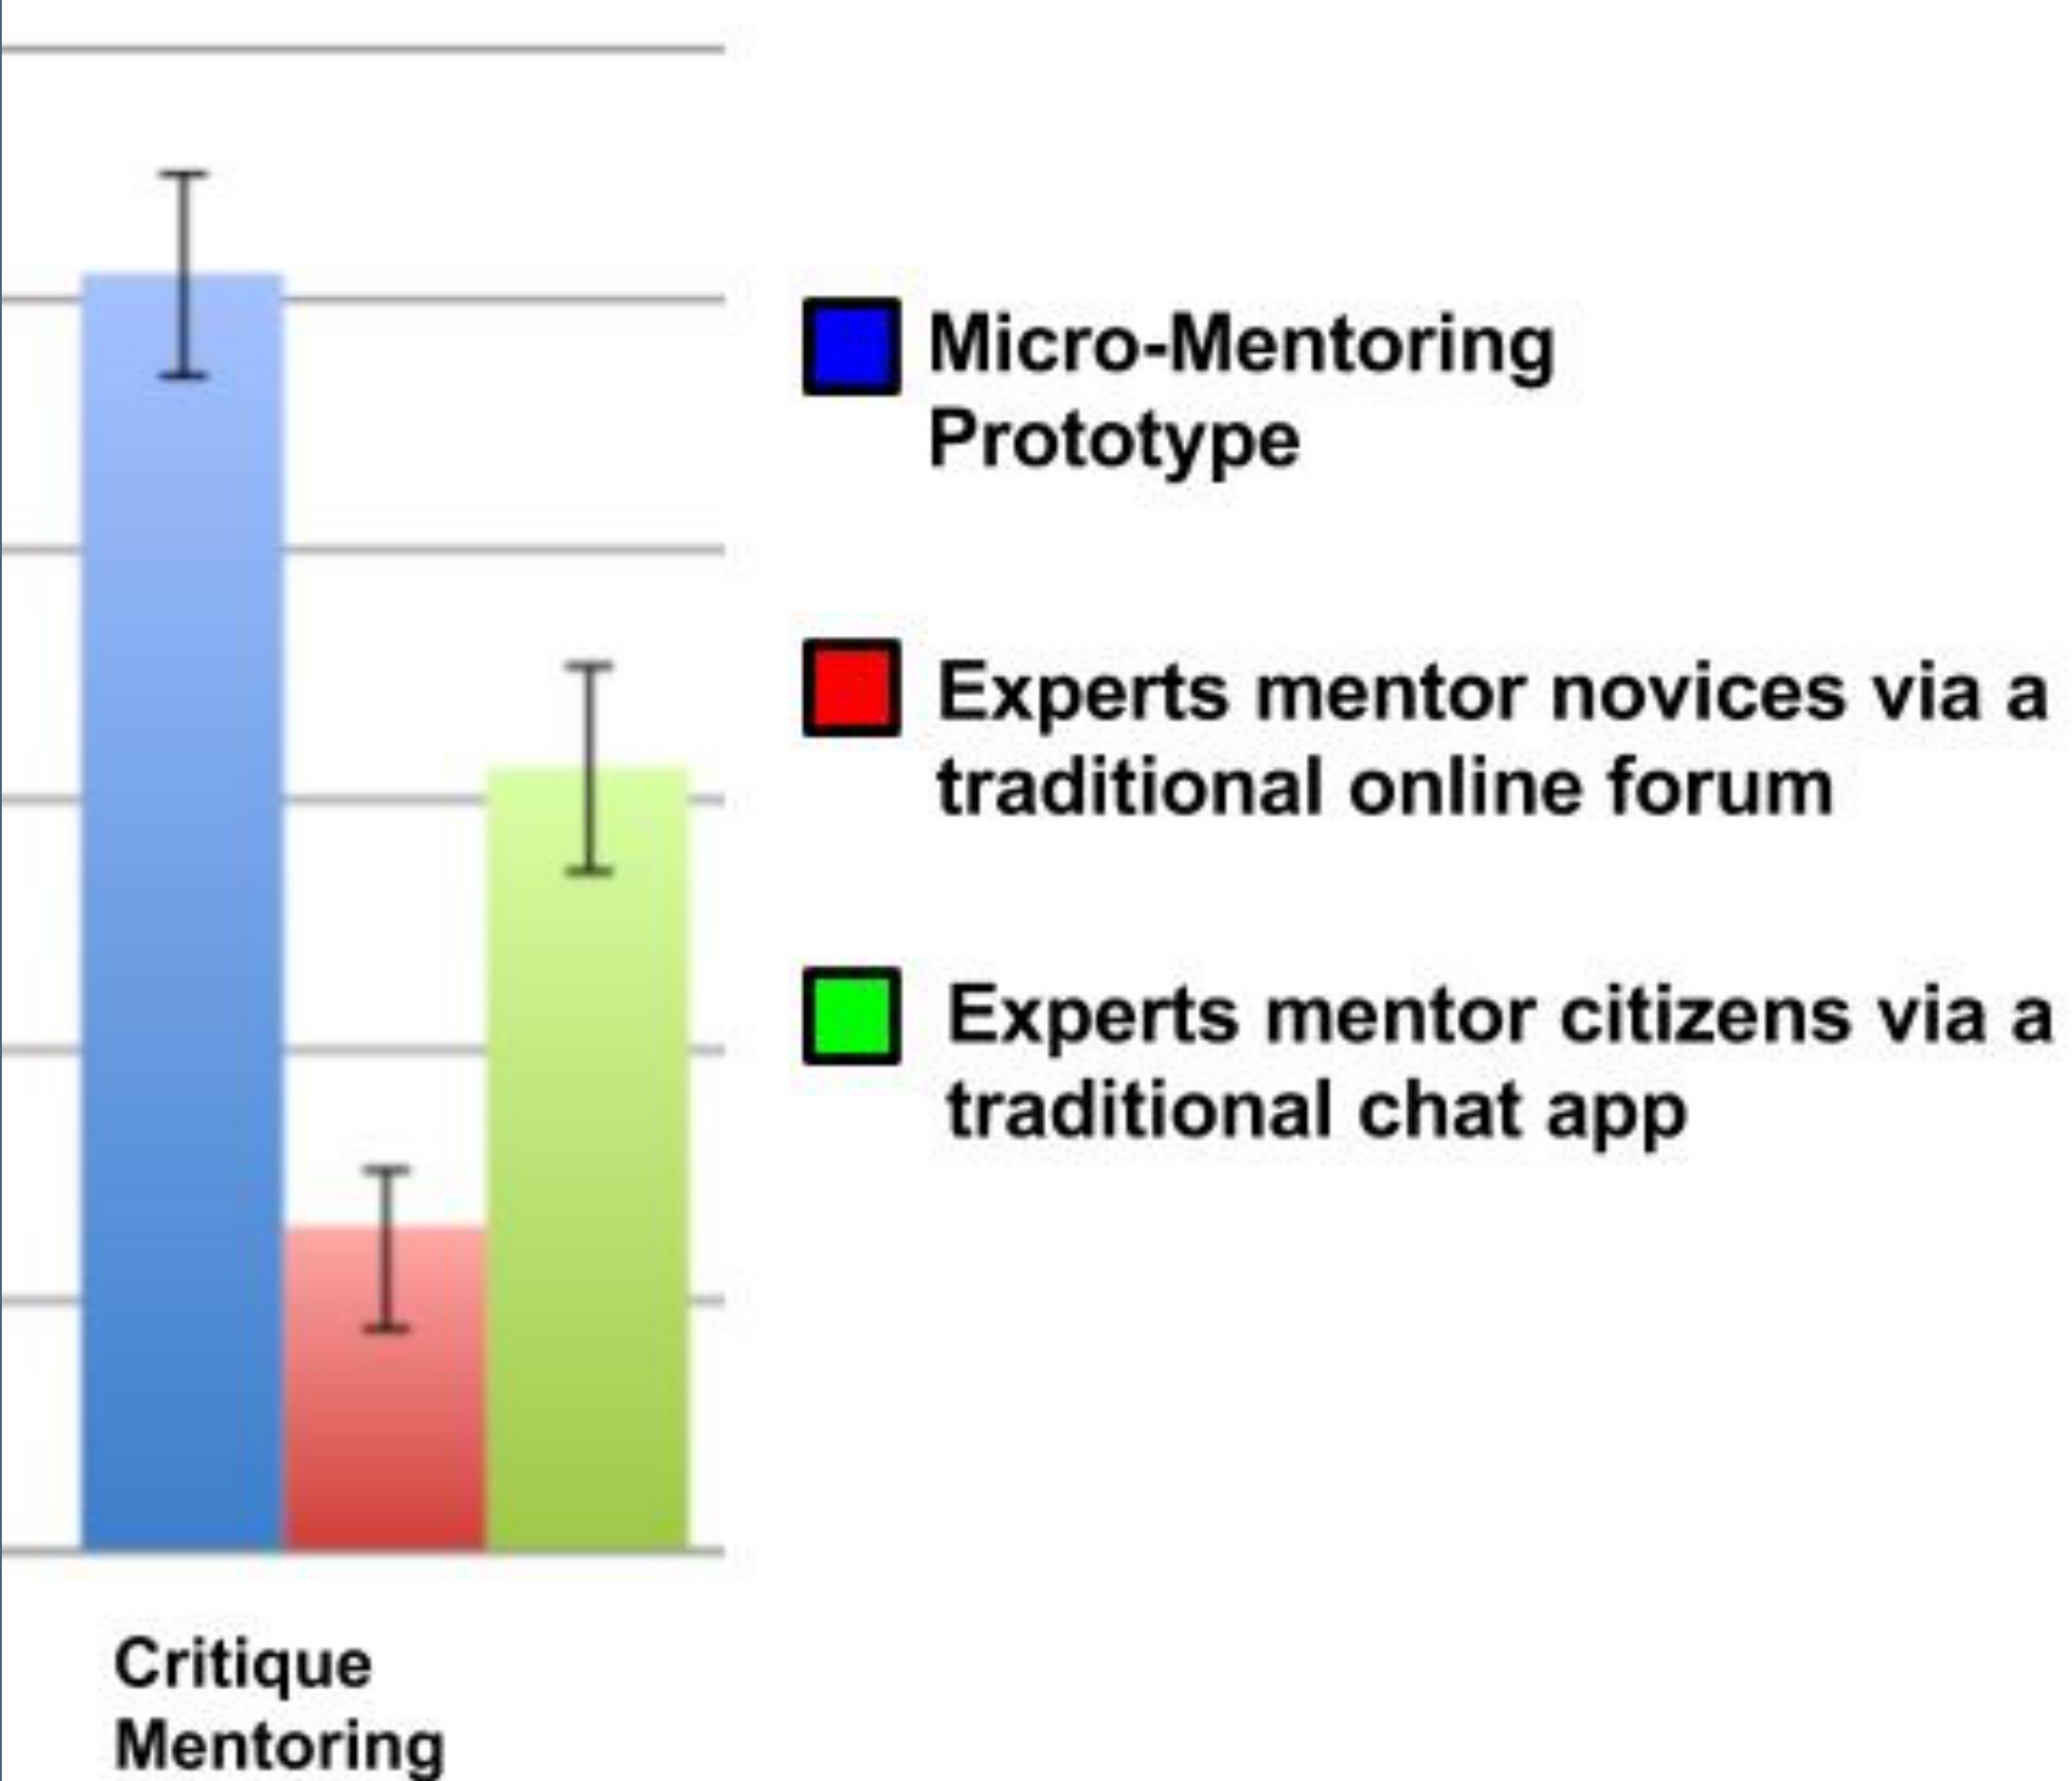 Micro-Mentoring
Prototype
Experts mentor novices via a
traditional online forum
Experts mentor citizens via a
traditional chat app
Critique
Mentoring